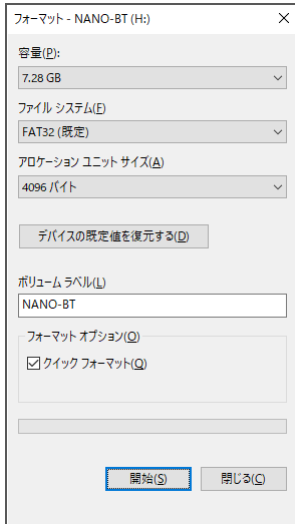 フォーマット - NANO-BT (H:)
容量(P):
7.28 GB
ファイル システム(F)
FAT32 (既定)
アロケーション ユニット サイズ(A)
4096 バイト
デバイスの既定値を復元する(D)
ボリューム ラベル(L)
NANO-BT
フォーマット オプション(O)
クイック フォーマット(Q)
開始(S)
閉じる(C)